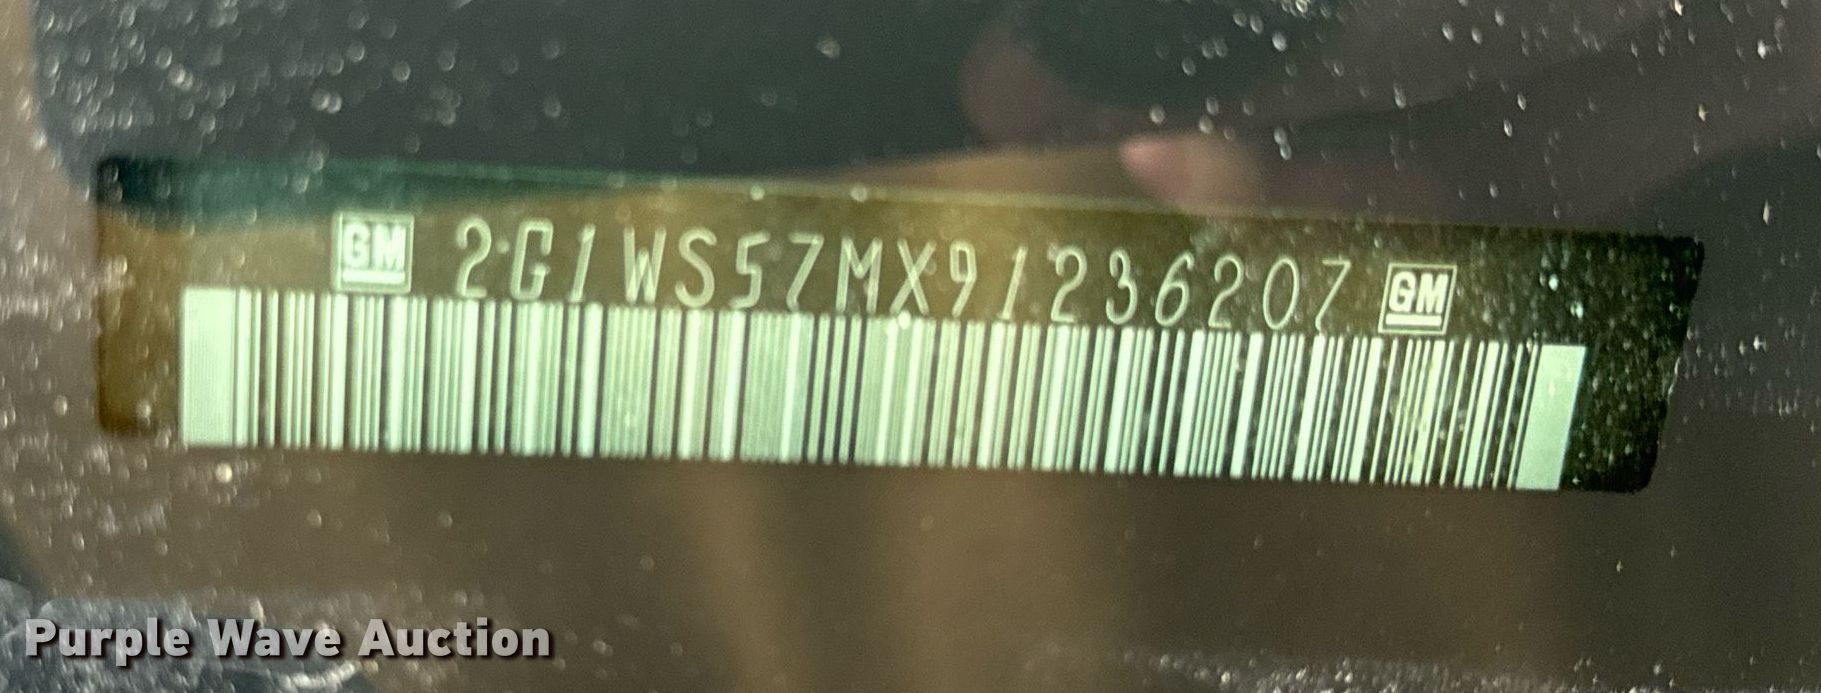 GM 2G1WS57MX91236207 GM
Purple Wave Auction